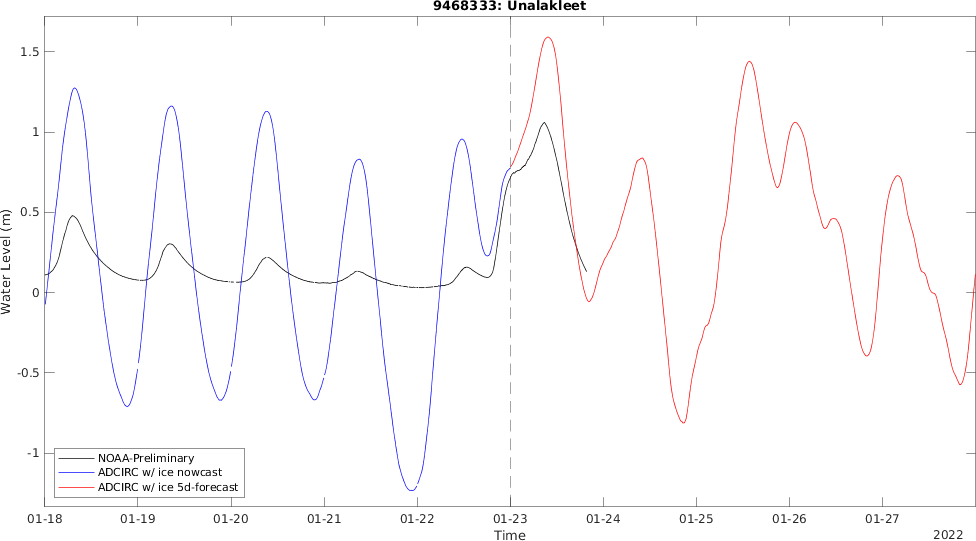 9468333: Unalakleet
Water Level (m)
1.5
1
0.5
0
-0.5
-1
NOAA-Preliminary
ADCIRC w/ ice nowcast
ADCIRC w/ ice 5d-forecast
01-18 01-19 01-20 01-21 01-22 01-23 01-24 01-25 01-26 01-27
Time
2022